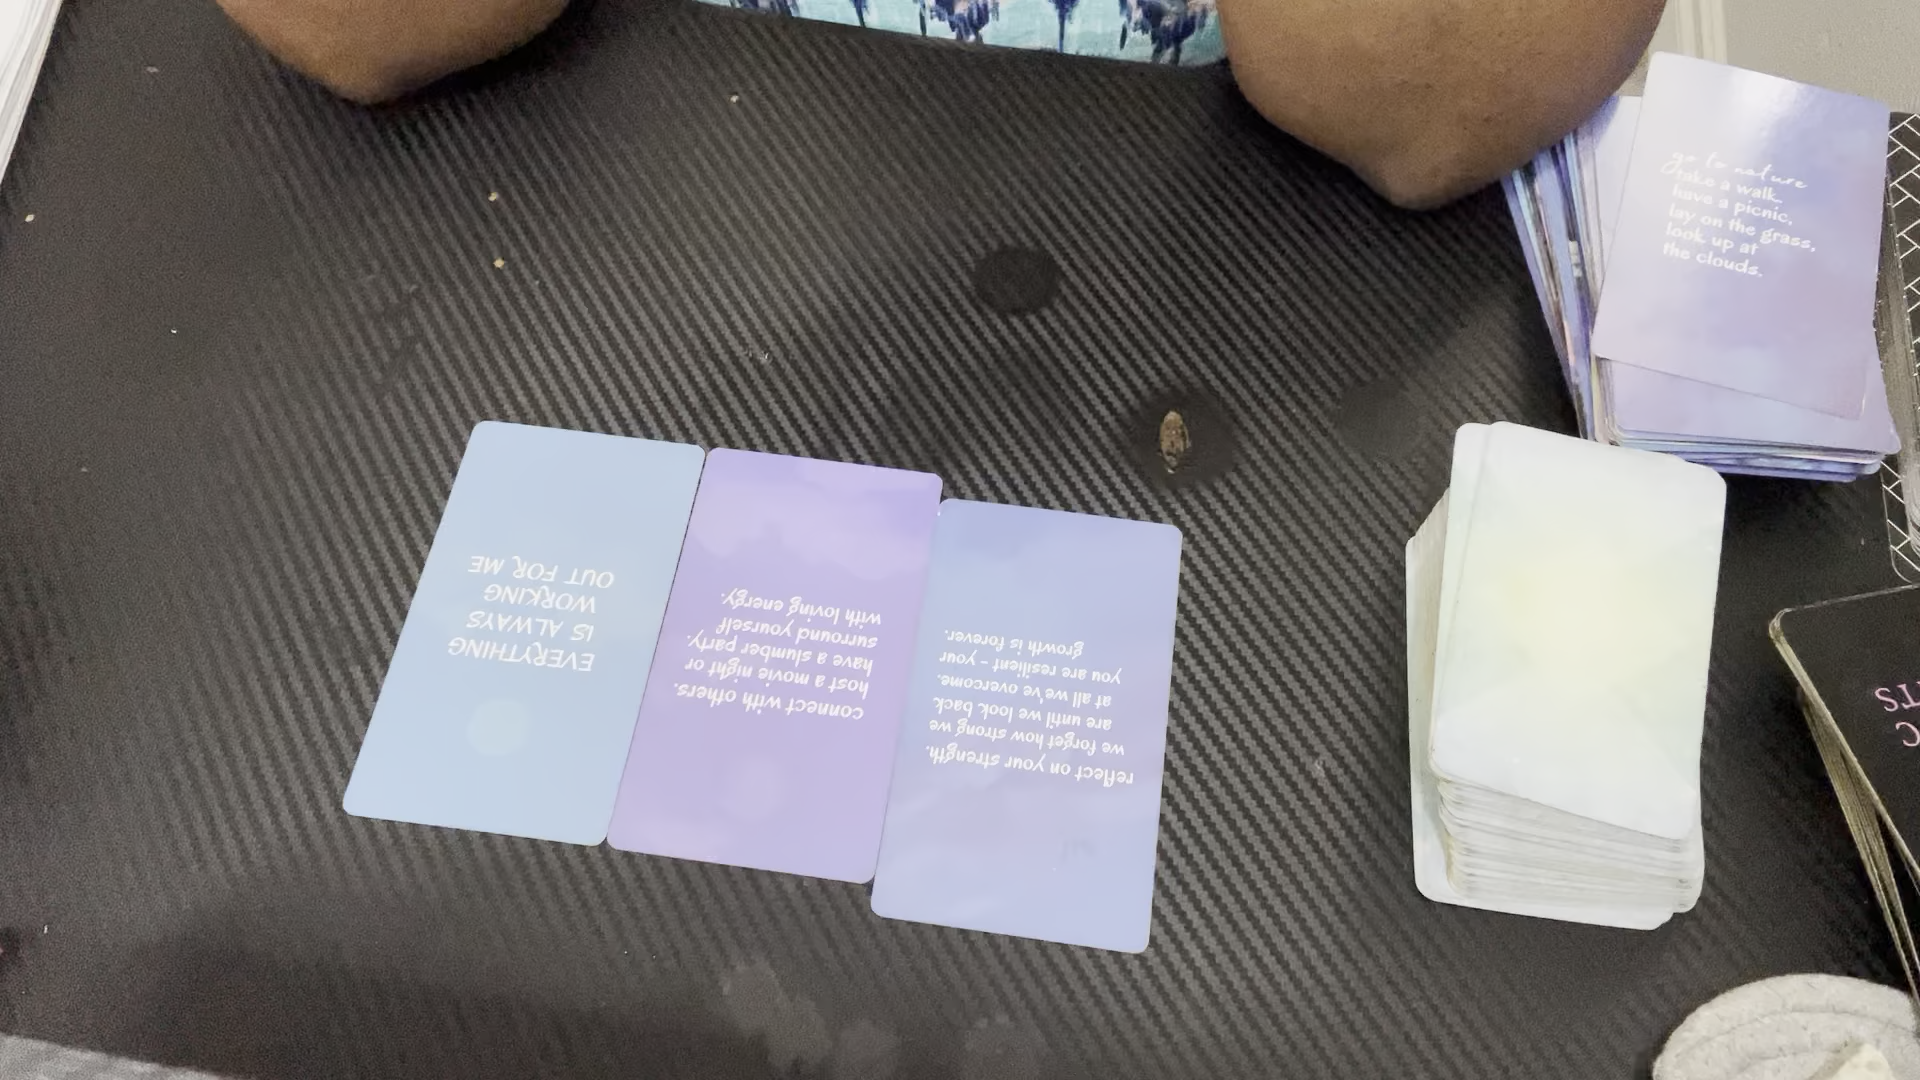 EVERYTHING
IS ALWAYS
WORKING
OUT FOR ME
connect with others.
host a movie night or
have a slumber party.
surround yourself
with loving energy.
reflect on your strength.
we forget how strong we
are until we look back
at all we've overcome.
you are resilient - your
growth is forever.
go to nature
take a walk,
have a picnic,
lay on the grass,
look up at
the clouds.